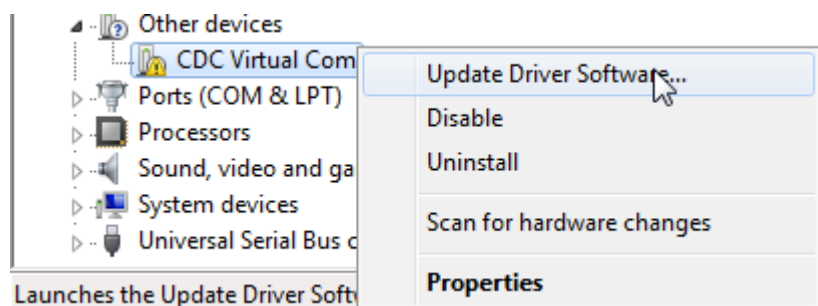 Other devices
CDC Virtual Com
Ports (COM & LPT)
Processors
Sound, video and ga
System devices
Universal Serial Bus c
Launches the Update Driver Softw
Update Driver Software...
Disable
Uninstall
Scan for hardware changes
Properties